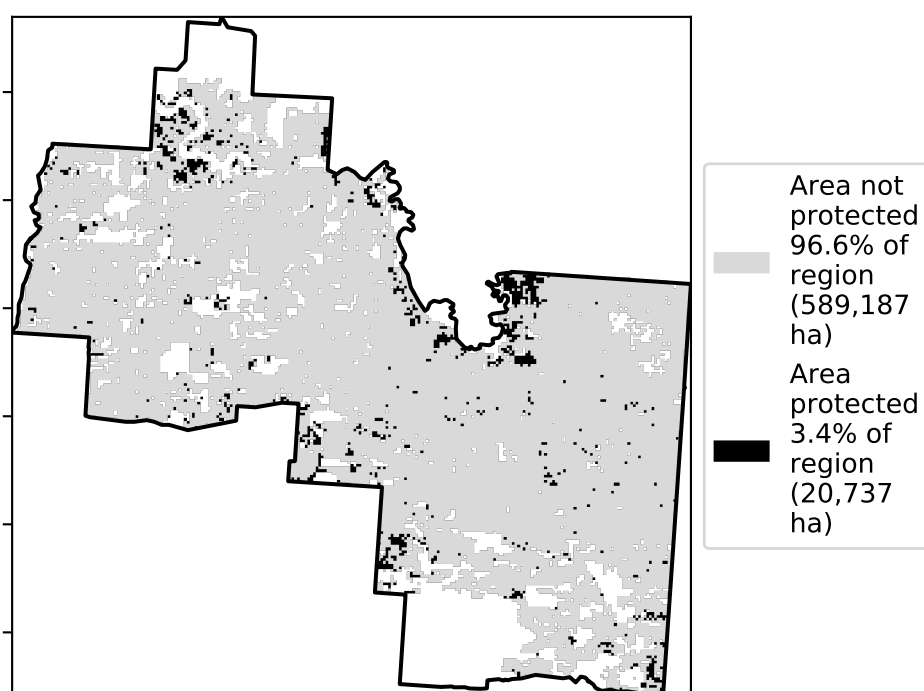 Area not
protected
96.6% of
region
(589,187
ha)
Area
protected
3.4% of
region
(20,737
ha)